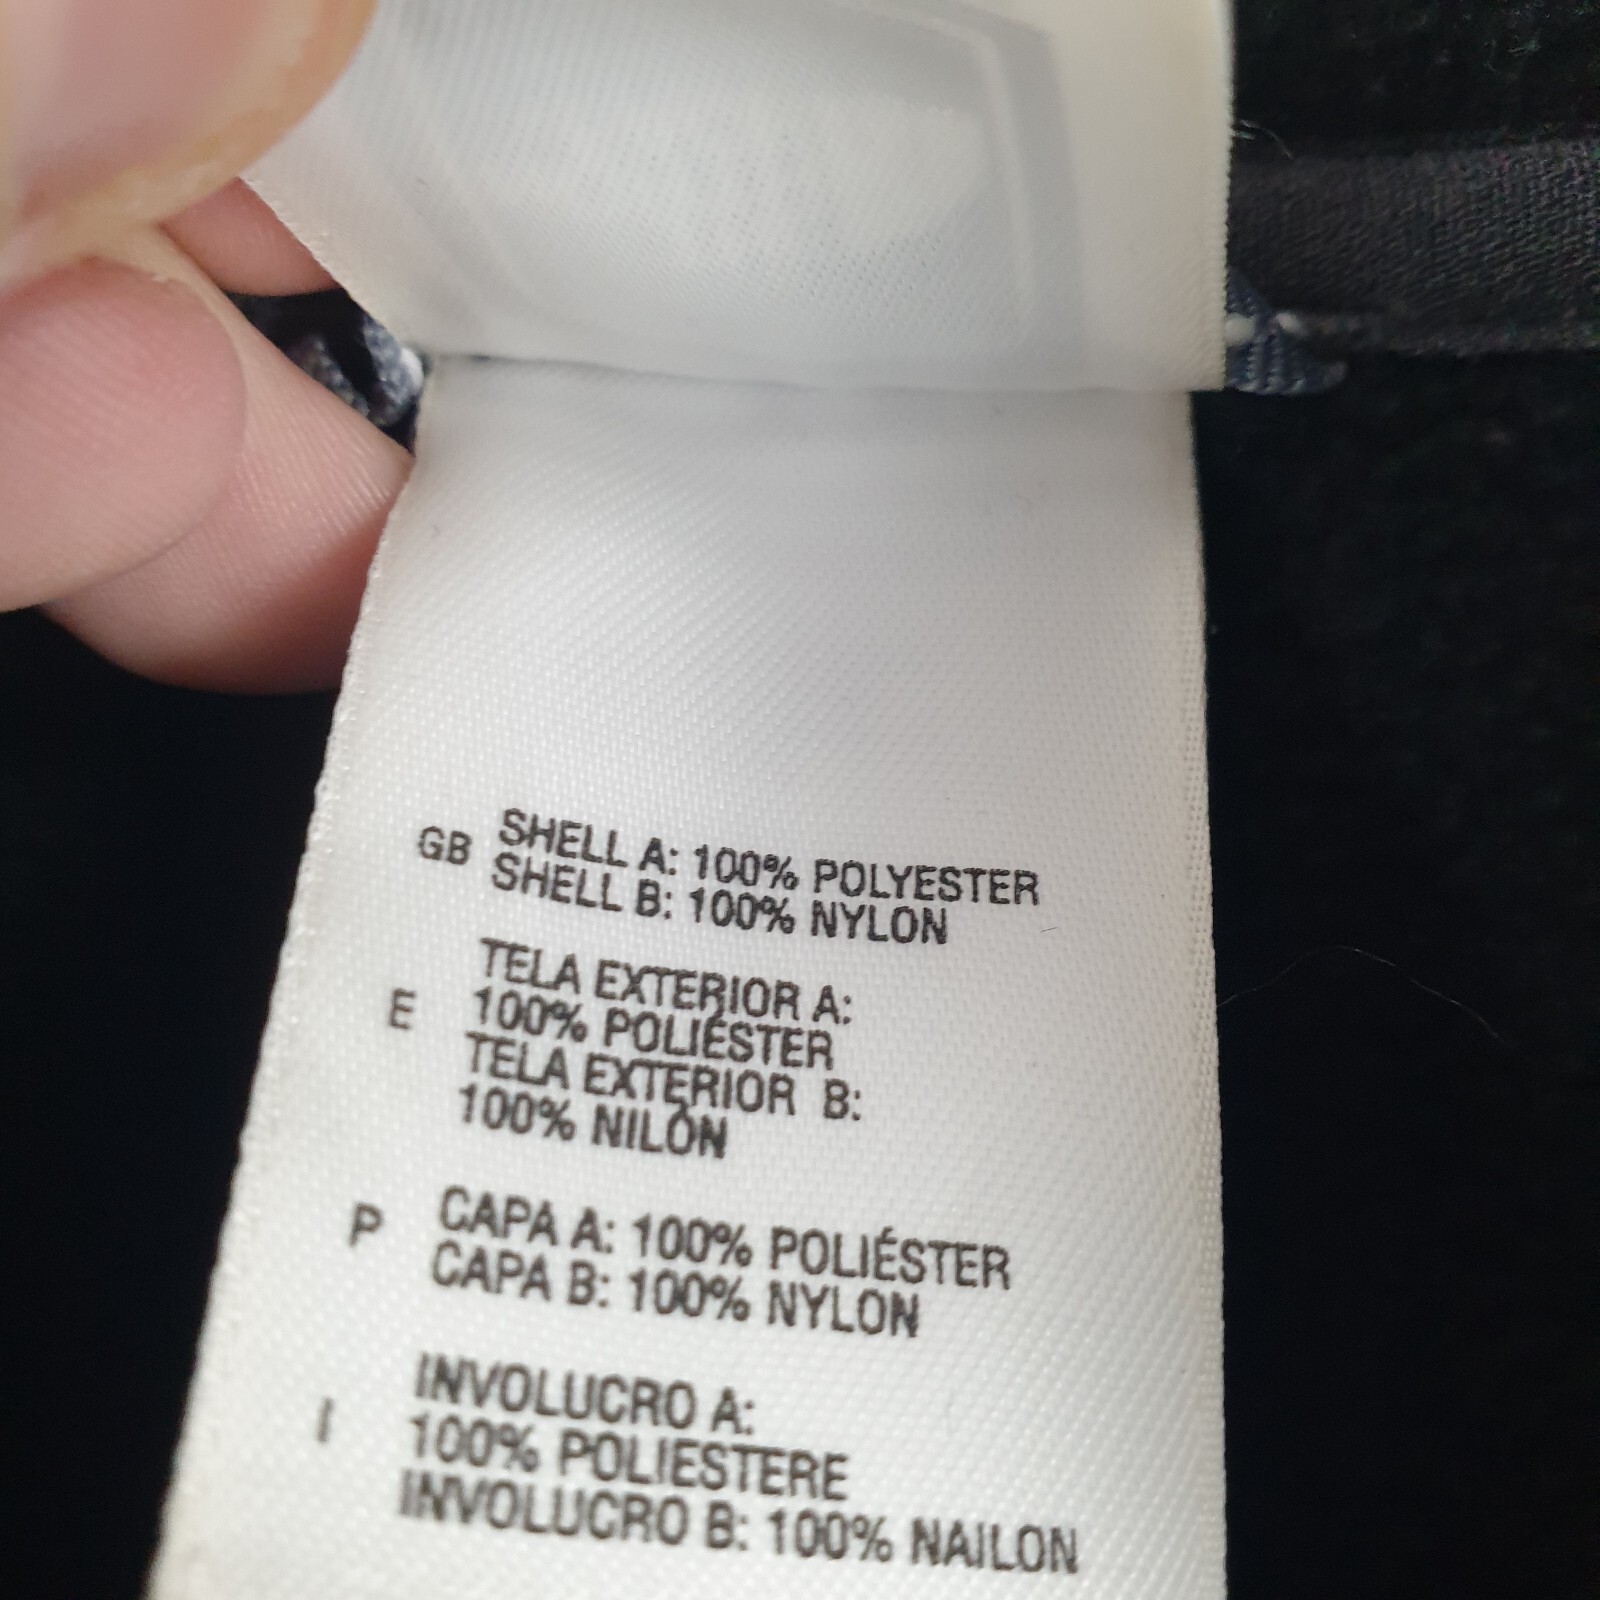 GB SHELL A: 100% POLYESTER
SHELL B: 100% NYLON
E TELA EXTERIOR A:
100% POLIÉSTER
TELA EXTERIOR B:
100% NILÓN
P CAPA A: 100% POLIÉSTER
CAPA B: 100% NYLON
I INVOLUCRO A:
100% POLIESTERE
INVOLUCRO B: 100% NAILON